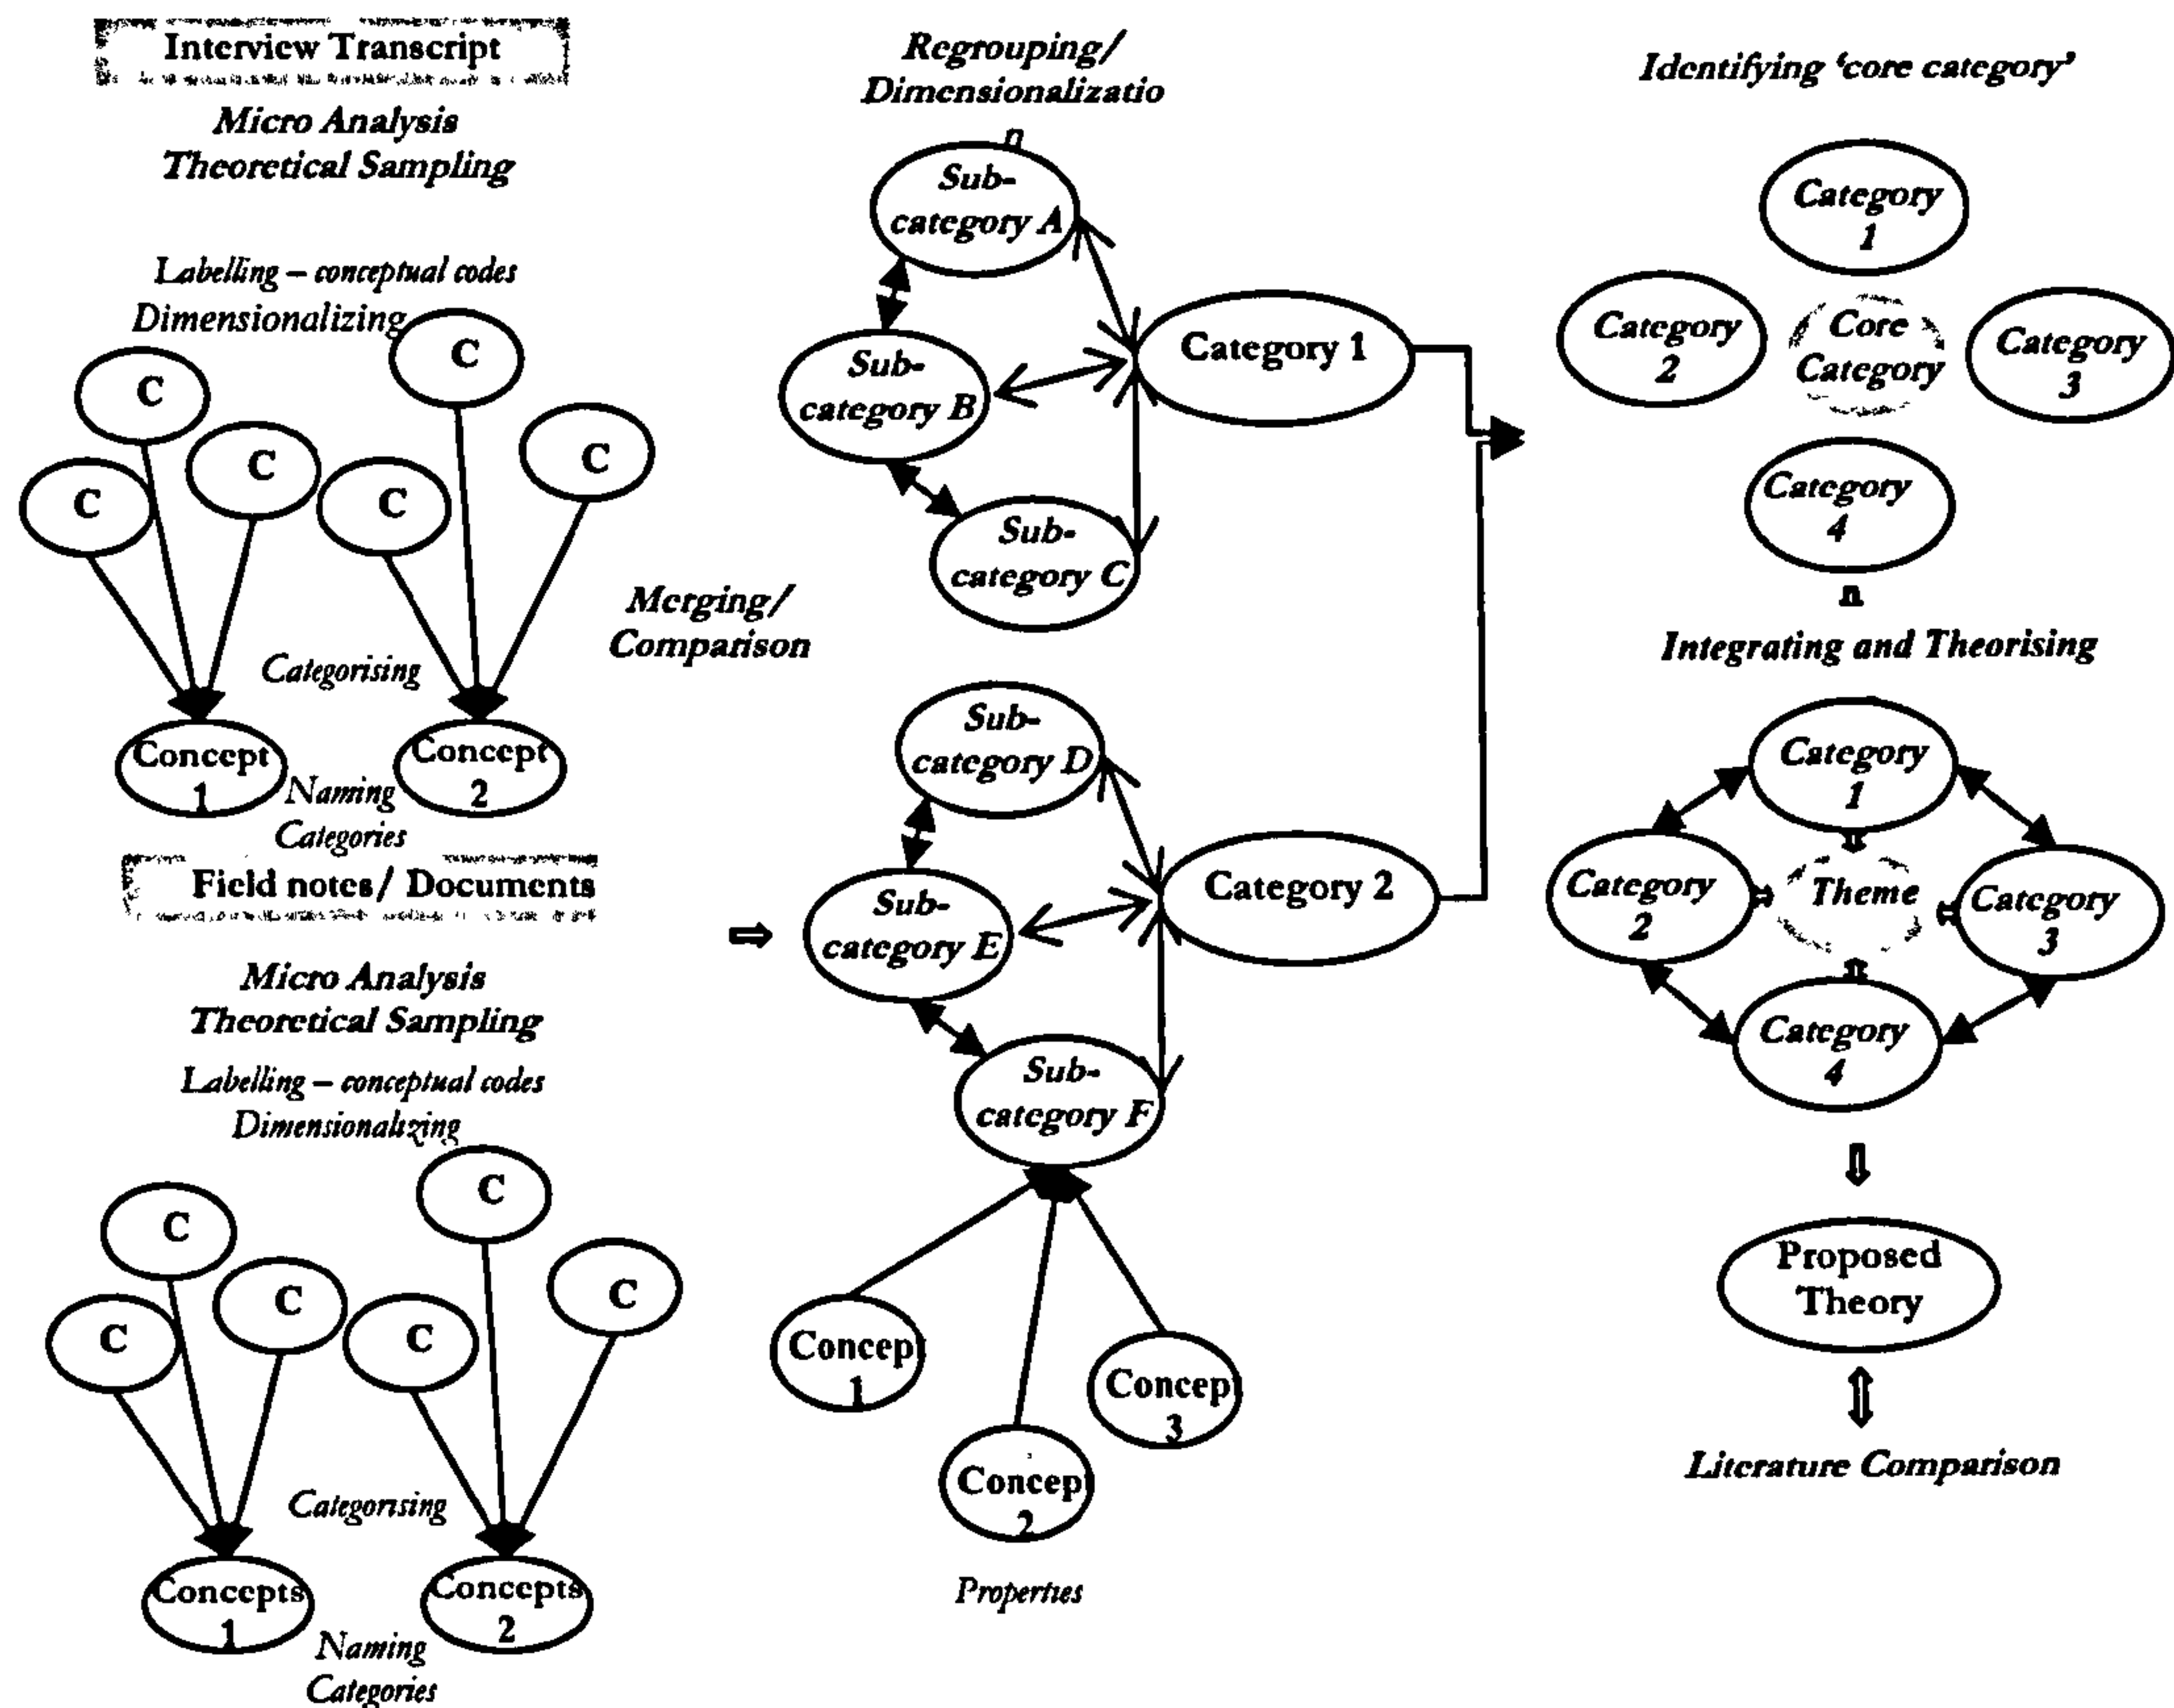 Interview Transcript
Micro Analysis
Theoretical Sampling
Labelling – conceptual codes
Dimensionalizing
C
C
C
C
C
C
Categorising
Concept
1
Concept
2
Naming
Categories
Field notes/ Documents
Micro Analysis
Theoretical Sampling
Labelling – conceptual codes
Dimensionalizing
C
C
C
C
C
C
Categorising
Concepts
1
Concepts
2
Naming
Categories
Merging/
Comparison
Regrouping/
Dimensionalizatio
n
Sub-
category A
Sub-
category B
Sub-
category C
Category 1
Sub-
category D
Sub-
category E
Sub-
category F
Category 2
Concep
1
Concep
2
Concep
3
Properties
Identifying ‘core category’
Category
1
Category
2
Core
Category
Category
3
Category
4
n
Integrating and Theorising
Category
1
Category
2
Theme
Category
3
Category
4
Proposed
Theory
Literature Comparison